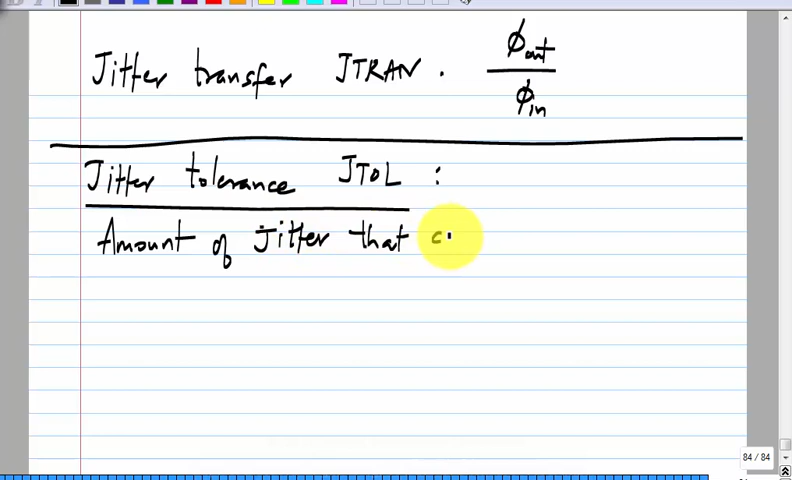 Jitter transfer JTRAN. ϕout / ϕin
Jitter tolerance JTOL :
Amount of Jitter that c
84 / 84